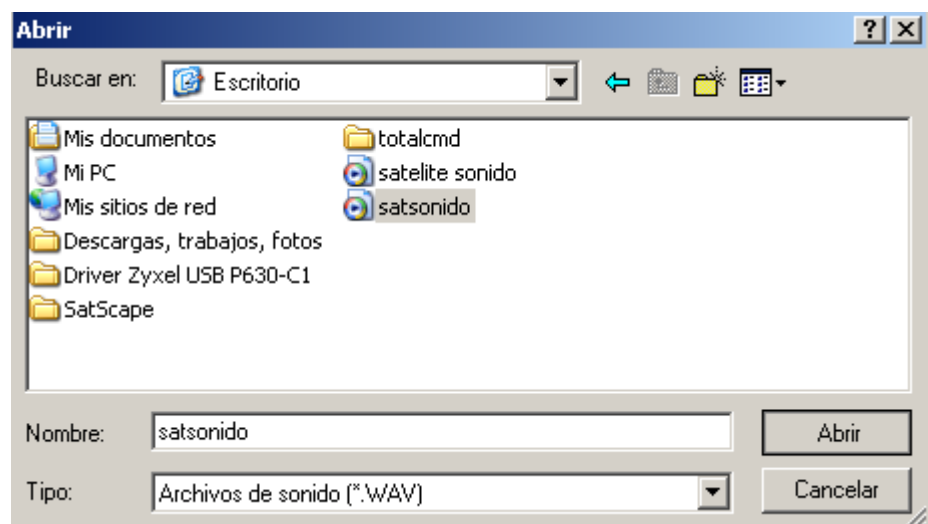 Abrir
Buscar en: Escritorio
Mis documentos
Mi PC
Mis sitios de red
Descargas, trabajos, fotos
Driver Zyxel USB P630-C1
SatScape
totalcmd
satelite sonido
satsonido
Nombre: satsonido
Abrir
Tipo: Archivos de sonido (*.WAV)
Cancelar